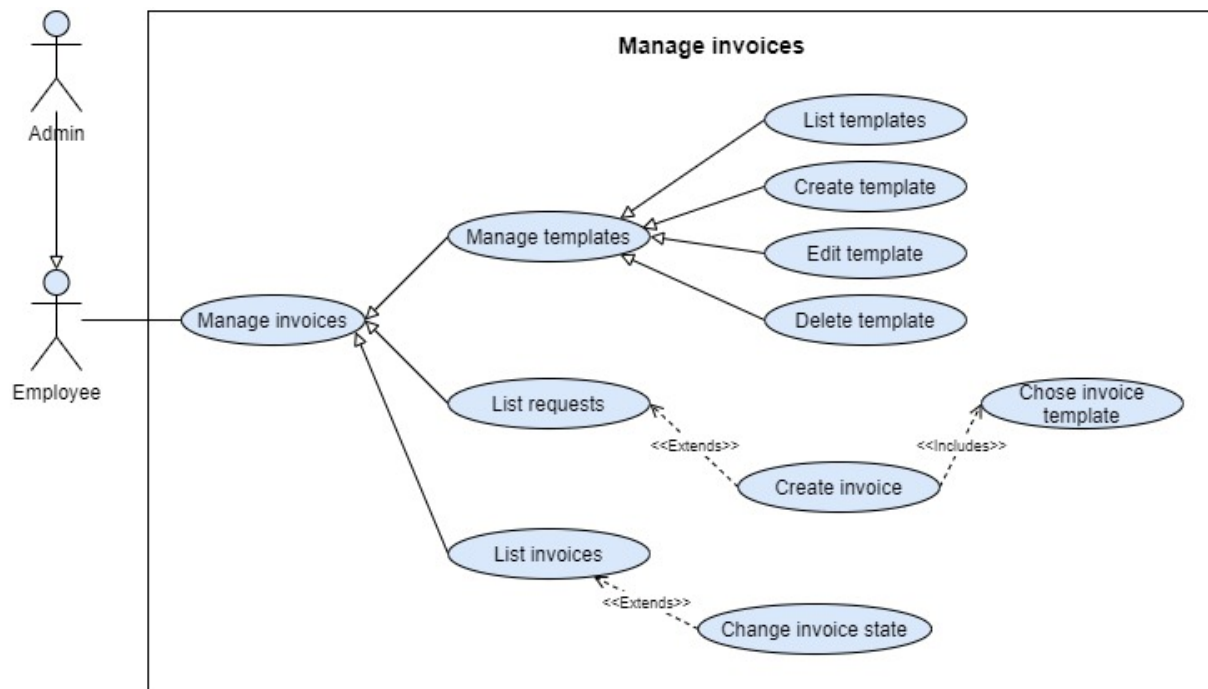 Manage invoices
Admin
List templates
Create template
Manage templates
Edit template
Manage invoices
Delete template
Employee
List requests
Chose invoice
template
<<Extends>>
<<Includes>>
Create invoice
List invoices
<<Extends>>
Change invoice state